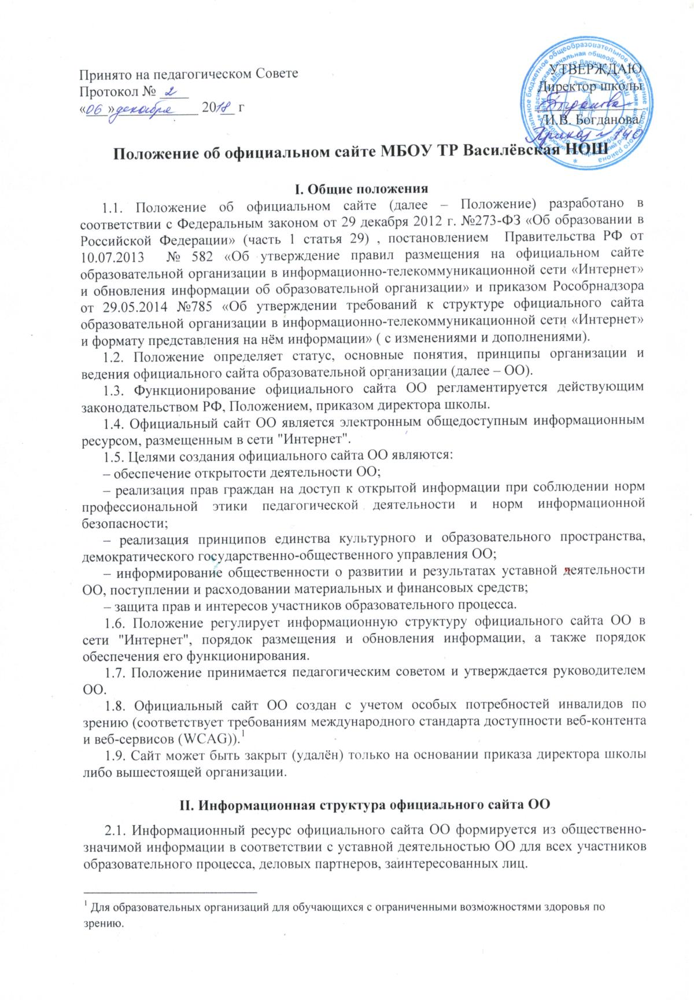 Принято на педагогическом Совете
Протокол № 2
«06» декабря 2018 г
УТВЕРЖДАЮ
Директор школы
Богданова
/И.В. Богданова/
Приказ № 140
Положение об официальном сайте МБОУ ТР Василёвская НОШ
I. Общие положения
1.1. Положение об официальном сайте (далее – Положение) разработано в
соответствии с Федеральным законом от 29 декабря 2012 г. №273-ФЗ «Об образовании в
Российской Федерации» (часть 1 статья 29) , постановлением Правительства РФ от
10.07.2013 № 582 «Об утверждение правил размещения на официальном сайте
образовательной организации в информационно-телекоммуникационной сети «Интернет»
и обновления информации об образовательной организации» и приказом Рособрнадзора
от 29.05.2014 №785 «Об утверждении требований к структуре официального сайта
образовательной организации в информационно-телекоммуникационной сети «Интернет»
и формату представления на нём информации» ( с изменениями и дополнениями).
1.2. Положение определяет статус, основные понятия, принципы организации и
ведения официального сайта образовательной организации (далее – ОО).
1.3. Функционирование официального сайта ОО регламентируется действующим
законодательством РФ, Положением, приказом директора школы.
1.4. Официальный сайт ОО является электронным общедоступным информационным
ресурсом, размещенным в сети "Интернет".
1.5. Целями создания официального сайта ОО являются:
– обеспечение открытости деятельности ОО;
– реализация прав граждан на доступ к открытой информации при соблюдении норм
профессиональной этики педагогической деятельности и норм информационной
безопасности;
– реализация принципов единства культурного и образовательного пространства,
демократического государственно-общественного управления ОО;
– информирование общественности о развитии и результатах уставной деятельности
ОО, поступлении и расходовании материальных и финансовых средств;
– защита прав и интересов участников образовательного процесса.
1.6. Положение регулирует информационную структуру официального сайта ОО в
сети "Интернет", порядок размещения и обновления информации, а также порядок
обеспечения его функционирования.
1.7. Положение принимается педагогическим советом и утверждается руководителем
ОО.
1.8. Официальный сайт ОО создан с учетом особых потребностей инвалидов по
зрению (соответствует требованиям международного стандарта доступности веб-контента
и веб-сервисов (WCAG)).1
1.9. Сайт может быть закрыт (удалён) только на основании приказа директора школы
либо вышестоящей организации.
II. Информационная структура официального сайта ОО
2.1. Информационный ресурс официального сайта ОО формируется из общественно-
значимой информации в соответствии с уставной деятельностью ОО для всех участников
образовательного процесса, деловых партнеров, заинтересованных лиц.
1 Для образовательных организаций для обучающихся с ограниченными возможностями здоровья по
зрению.